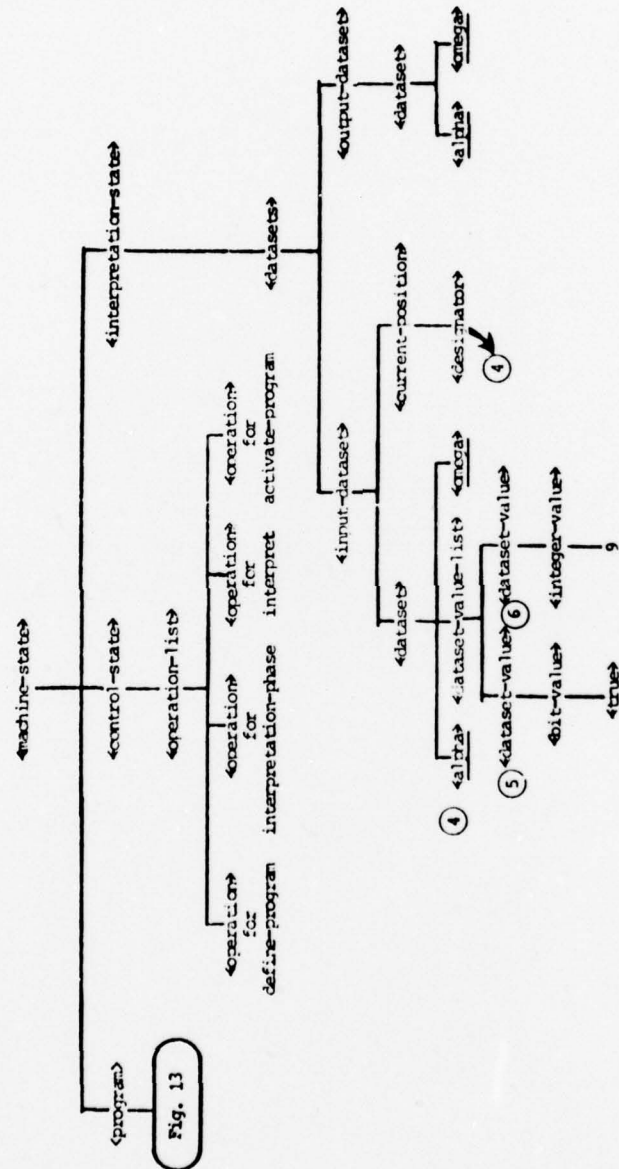 <machine-state>
<program>
<control-state>
<interpretation-state>
Fig. 13
<operation-list>
<operation>
for
define-program
<operation>
for
interpretation-phase
<operation>
for
interpret
<operation>
for
activate-program
<datasets>
<input-dataset>
<output-dataset>
<dataset>
<current-position>
<dataset>
4
<alpha>
<dataset-value-list>
<omega>
<designator>
4
<alpha>
<omega>
5
<dataset-value>
6
<dataset-value>
<bit-value>
<integer-value>
<true>
9